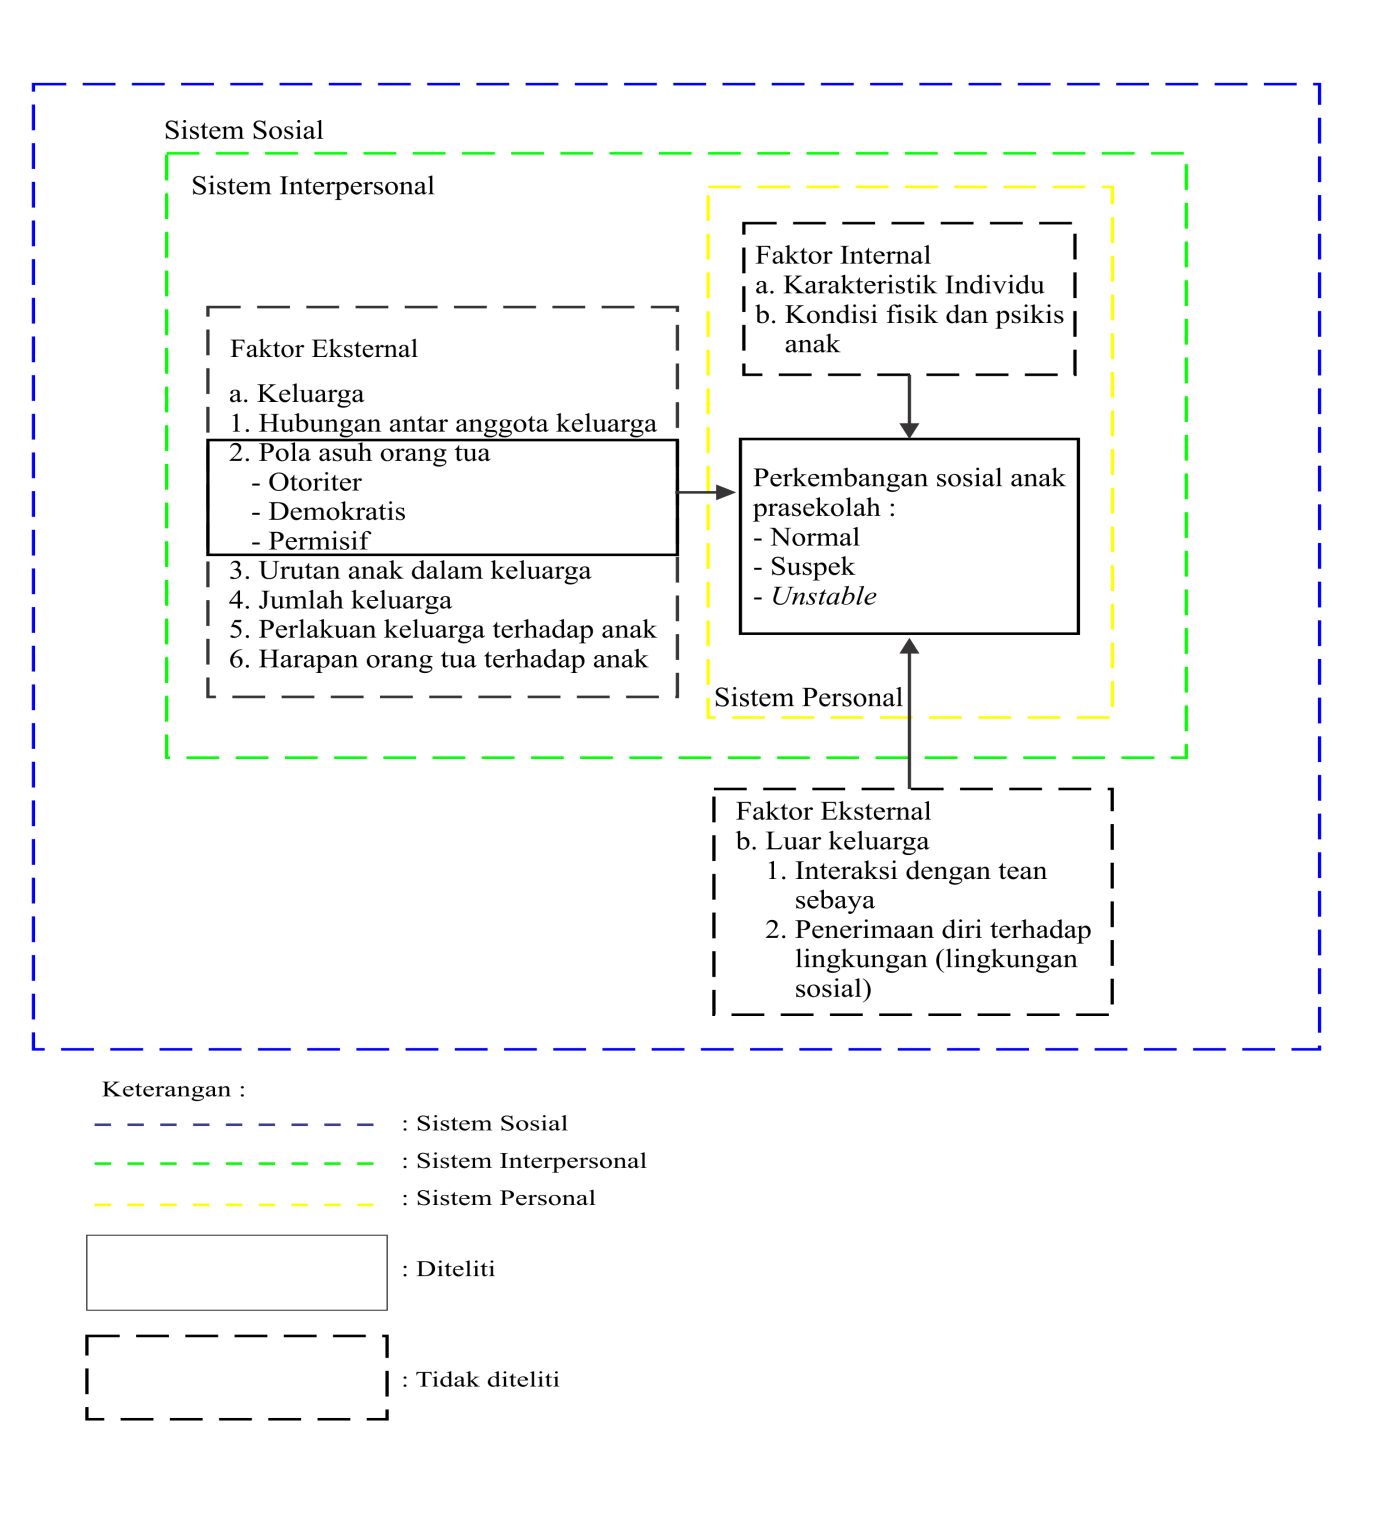 Sistem Sosial
Sistem Interpersonal
Faktor Eksternal
a. Keluarga
1. Hubungan antar anggota keluarga
2. Pola asuh orang tua
- Otoriter
- Demokratis
- Permisif
3. Urutan anak dalam keluarga
4. Jumlah keluarga
5. Perlakuan keluarga terhadap anak
6. Harapan orang tua terhadap anak
Faktor Internal
a. Karakteristik Individu
b. Kondisi fisik dan psikis
anak
Perkembangan sosial anak
prasekolah :
- Normal
- Suspek
- Unstable
Sistem Personal
Faktor Eksternal
b. Luar keluarga
1. Interaksi dengan tean
sebaya
2. Penerimaan diri terhadap
lingkungan (lingkungan
sosial)
Keterangan :
: Sistem Sosial
: Sistem Interpersonal
: Sistem Personal
: Diteliti
: Tidak diteliti